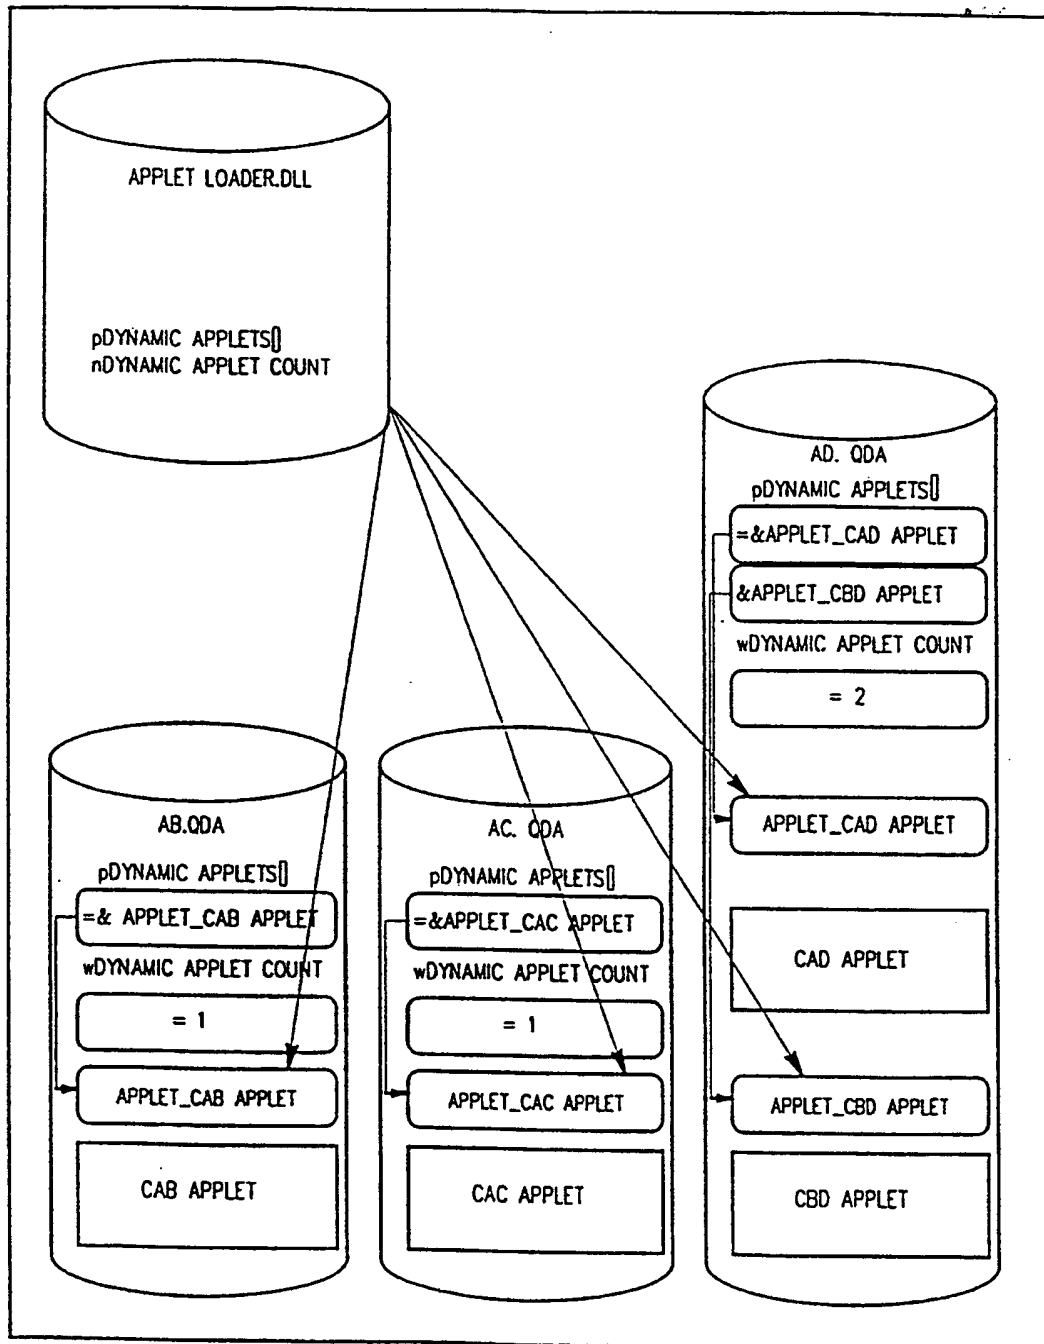 APPLET LOADER.DLL
pDYNAMIC APPLETS[]
nDYNAMIC APPLET COUNT
AD. QDA
pDYNAMIC APPLETS[]
=&APPLET_CAD APPLET
&APPLET_CBD APPLET
wDYNAMIC APPLET COUNT
= 2
APPLET_CAD APPLET
CAD APPLET
APPLET_CBD APPLET
CBD APPLET
AB.QDA
pDYNAMIC APPLETS[]
=& APPLET_CAB APPLET
wDYNAMIC APPLET COUNT
= 1
APPLET_CAB APPLET
CAB APPLET
AC. QDA
pDYNAMIC APPLETS[]
=&APPLET_CAC APPLET
wDYNAMIC APPLET COUNT
= 1
APPLET_CAC APPLET
CAC APPLET